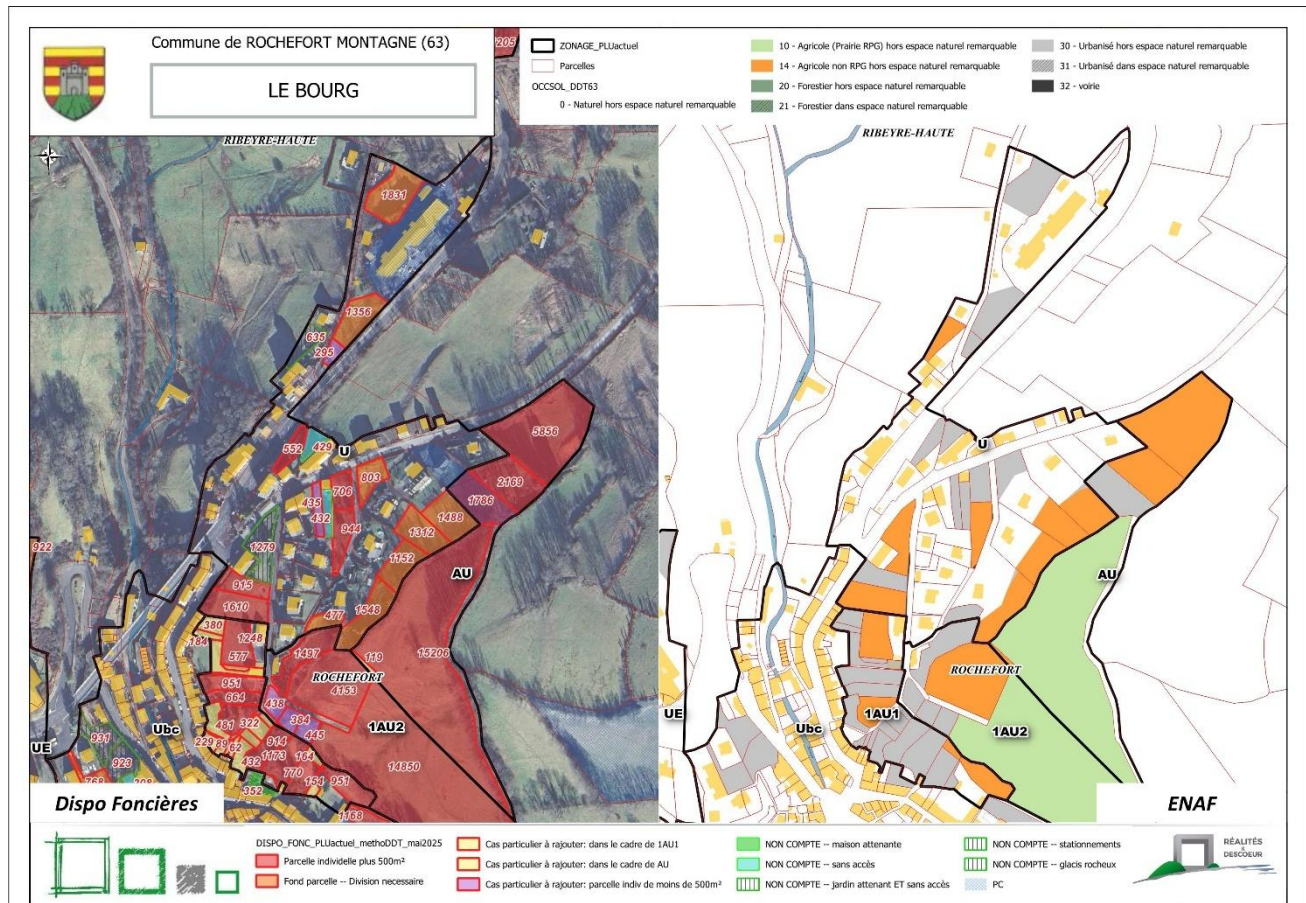 Commune de ROCHEFORT MONTAGNE (63)
LE BOURG
ZONAGE_PLUactuel
Parcelles
OCCSOL_DDT63
0 - Naturel hors espace naturel remarquable
10 - Agricole (Prairie RPG) hors espace naturel remarquable
14 - Agricole non RPG hors espace naturel remarquable
20 - Forestier hors espace naturel remarquable
21 - Forestier dans espace naturel remarquable
30 - Urbanisé hors espace naturel remarquable
31 - Urbanisé dans espace naturel remarquable
32 - voirie
205
RIBEYRE-HAUTE
1831
1356
635
295
5856
552
429
U
803
706
2169
435
1786
432
944
1488
1312
922
1279
1152
AU
915
1610
477
1548
380
184
1248
1497
119
15206
577
ROCHEFORT
951
4153
664
438
1AU2
384
481
322
445
Ubc
229
89
62
914
931
UE
432
1173
164
14850
923
770
154
951
768
208
352
1168
Dispo Foncières
RIBEYRE-HAUTE
U
AU
ROCHEFORT
UE
Ubc
1AU1
1AU2
ENAF
DISPO_FONC_PLUactuel_methoDDT_mai2025
Parcelle individelle plus 500m²
Fond parcelle -- Division necessaire
Cas particulier à rajouter: dans le cadre de 1AU1
Cas particulier à rajouter: dans le cadre de AU
Cas particulier à rajouter: parcelle indiv de moins de 500m²
NON COMPTE -- maison attenante
NON COMPTE -- sans accès
NON COMPTE -- jardin attenant ET sans accès
NON COMPTE -- stationnements
NON COMPTE -- glacis rocheux
PC
RÉALITÉS
&
DESCOEUR